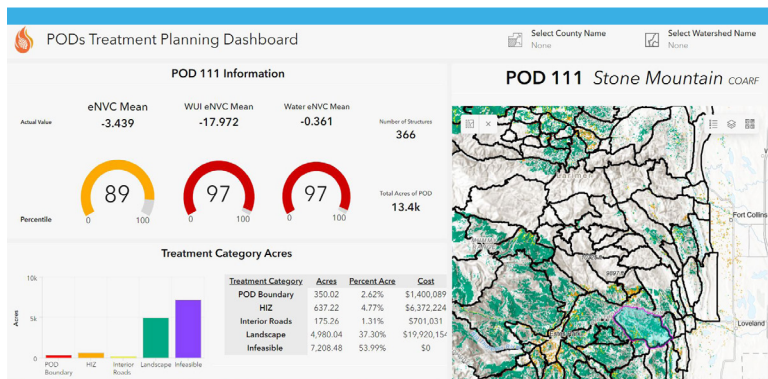 PODs Treatment Planning Dashboard
Select County Name
None
Select Watershed Name
None
POD 111 Information
POD 111 Stone Mountain COARF
eNVC Mean
WUI eNVC Mean
Water eNVC Mean
Actual Value
-3.439
-17.972
-0.361
Number of Structures
366
89
97
97
Total Acres of POD
13.4k
Percentile
0
100
0
100
0
100
Treatment Category Acres
10k
5k
0
Acres
POD Boundary
HIZ
Interior Roads
Landscape
Infeasible
Treatment Category Acres Percent Acre Cost
POD Boundary 350.02 2.62% $1,400,089
HIZ 637.22 4.77% $6,372,224
Interior Roads 175.26 1.31% $701,031
Landscape 4,980.04 37.30% $19,920,154
Infeasible 7,208.48 53.99% $0
Fort Collins
Loveland